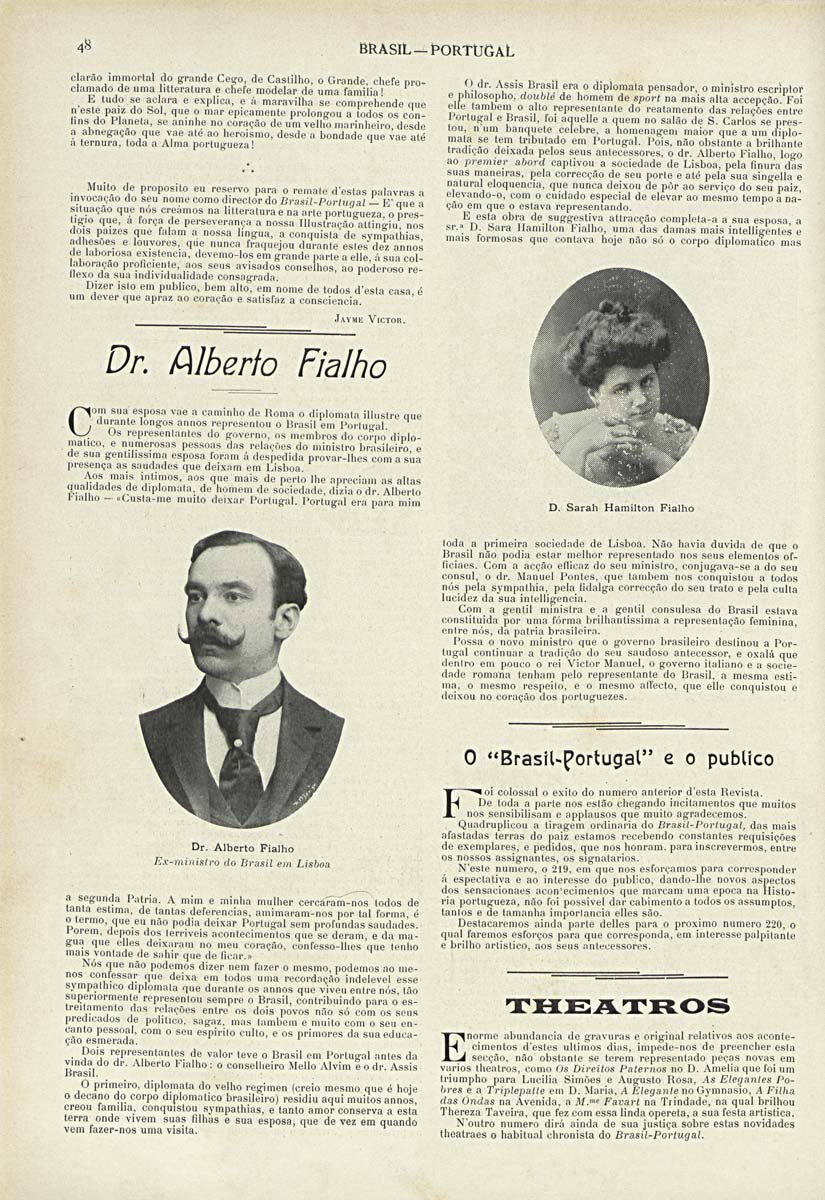 48
BRASIL—PORTUGAL
clarão immortal do grande Cego, de Castilho, o Grande, chefe pro-
clamado de uma litteratura e chefe modelar de uma familia!
E tudo se aclara e explica, e á maravilha se comprehende que
n'este paiz do Sol, que o mar epicamente prolongou a todos os con-
fins do Planeta, se aninhe no coração de um velho marinheiro, desde
a abnegação que vae até ao heroismo, desde a bondade que vae até
á ternura, toda a Alma portugueza!
Muito de proposito eu reservo para o remate d'estas palavras a
invocação do seu nome como director do Brasil-Portugal — E' que a
situação que nós creámos na litteratura e na arte portugueza, o pres-
tigio que, á força de perseverança a nossa Illustração attingiu, nos
dois paizes que falam a nossa lingua, a conquista de sympathias,
adhesões e louvores, que nunca fraquejou durante estes dez annos
de laboriosa existencia, devemo-los em grande parte a elle, á sua col-
laboração proficiente, aos seus avisados conselhos, ao poderoso re-
flexo da sua individualidade consagrada.
Dizer isto em publico, bem alto, em nome de todos d'esta casa, é
um dever que apraz ao coração e satisfaz a consciencia.
JAYME VICTOR.
Dr. Alberto Fialho
Com sua esposa vae a caminho de Roma o diplomata illustre que
durante longos annos representou o Brasil em Portugal.
Os representantes do governo, os membros do corpo diplo-
matico, e numerosas pessoas das relações do ministro brasileiro, e
de sua gentilissima esposa foram á despedida provar-lhes com a sua
presença as saudades que deixam em Lisboa.
Aos mais intimos, aos que mais de perto lhe apreciam as altas
qualidades de diplomata, de homem de sociedade, dizia o dr. Alberto
Fialho — «Custa-me muito deixar Portugal. Portugal era para mim
Dr. Alberto Fialho
Ex-ministro do Brasil em Lisboa
a segunda Patria. A mim e minha mulher cercáram-nos todos de
tanta estima, de tantas deferencias, amimaram-nos por tal forma, é
o termo, que eu não podia deixar Portugal sem profundas saudades.
Porem, depois dos terriveis acontecimentos que se deram, e da ma-
gua que elles deixaram no meu coração, confesso-lhes que tenho
mais vontade de sahir que de ficar.»
Nós que não podemos dizer nem fazer o mesmo, podemos ao me-
nos confessar que deixa em todos uma recordação indelevel esse
sympathico diplomata que durante os annos que viveu entre nós, tão
superiormente representou sempre o Brasil, contribuindo para o es-
treitamento das relações entre os dois povos não só com os seus
predicados de politico, sagaz, mas tambem e muito com o seu en-
canto pessoal, com o seu espirito culto, e os primores da sua educa-
ção esmerada.
Dois representantes de valor teve o Brasil em Portugal antes da
vinda do dr. Alberto Fialho: o conselheiro Mello Alvim e o dr. Assis
Brasil.
O primeiro, diplomata do velho regimen (creio mesmo que é hoje
o decano do corpo diplomatico brasileiro) residiu aqui muitos annos,
creou familia, conquistou sympathias, e tanto amor conserva a esta
terra onde vivem suas filhas e sua esposa, que de vez em quando
vem fazer-nos uma visita.
O dr. Assis Brasil era o diplomata pensador, o ministro escriptor
e philosopho, doublé de homem de sport na mais alta accepção. Foi
elle tambem o alto representante do reatamento das relações entre
Portugal e Brasil, foi aquelle a quem no salão de S. Carlos se pres-
tou, n'um banquete celebre, a homenagem maior que a um diplo-
mata se tem tributado em Portugal. Pois, não obstante a brilhante
tradição deixada pelos seus antecessores, o dr. Alberto Fialho, logo
ao premier abord captivou a sociedade de Lisboa, pela finura das
suas maneiras, pela correcção de seu porte e até pela sua singella e
natural eloquencia, que nunca deixou de pôr ao serviço do seu paiz,
elevando-o, com o cuidado especial de elevar ao mesmo tempo a na-
ção em que o estava representando.
E esta obra de suggestiva attracção completa-a a sua esposa, a
sr.ª D. Sara Hamilton Fialho, uma das damas mais intelligentes e
mais formosas que contava hoje não só o corpo diplomatico mas
D. Sarah Hamilton Fialho
toda a primeira sociedade de Lisboa. Não havia duvida de que o
Brasil não podia estar melhor representado nos seus elementos of-
ficiaes. Com a acção efficaz do seu ministro, conjugava-se a do seu
consul, o dr. Manuel Pontes, que tambem nos conquistou a todos
nós pela sympathia, pela fidalga correcção do seu trato e pela culta
lucidez da sua intelligencia.
Com a gentil ministra e a gentil consulesa do Brasil estava
constituida por uma fórma brilhantissima a representação feminina,
entre nós, da patria brasileira.
Possa o novo ministro que o governo brasileiro destinou a Por-
tugal continuar a tradição do seu saudoso antecessor, e oxalá que
dentro em pouco o rei Victor Manuel, o governo italiano e a socie-
dade romana tenham pelo representante do Brasil, a mesma esti-
ma, o mesmo respeito, e o mesmo affecto, que elle conquistou e
deixou no coração dos portuguezes.
O “Brasil-Portugal” e o publico
Foi colossal o exito do numero anterior d'esta Revista.
De toda a parte nos estão chegando incitamentos que muitos
nos sensibilisam e applausos que muito agradecemos.
Quadruplicou a tiragem ordinaria do Brasil-Portugal, das mais
afastadas terras do paiz estamos recebendo constantes requisições
de exemplares, e pedidos, que nos honram, para inscrevermos, entre
os nossos assignantes, os signatarios.
N'este numero, o 219, em que nos esforçamos para corresponder
á espectativa e ao interesse do publico, dando-lhe novos aspectos
dos sensacionaes acontecimentos que marcam uma epoca na Histo-
ria portugueza, não foi possivel dar cabimento a todos os assumptos,
tantos e de tamanha importancia elles são.
Destacaremos ainda parte delles para o proximo numero 220, o
qual faremos esforços para que corresponda, em interesse palpitante
e brilho artistico, aos seus antecessores.
THEATROS
Enorme abundancia de gravuras e original relativos aos aconte-
cimentos d'estes ultimos dias, impede-nos de preencher esta
secção, não obstante se terem representado peças novas em
varios theatros, como Os Direitos Paternos no D. Amelia que foi um
triumpho para Lucilia Simões e Augusto Rosa, As Elegantes Po-
bres e a Triplepatte em D. Maria, A Elegante no Gymnasio, A Filha
das Ondas na Avenida, a M.me Favart na Trindade, na qual brilhou
Thereza Taveira, que fez com essa linda opereta, a sua festa artistica.
N'outro numero dirá ainda de sua justiça sobre estas novidades
theatraes o habitual chronista do Brasil-Portugal.